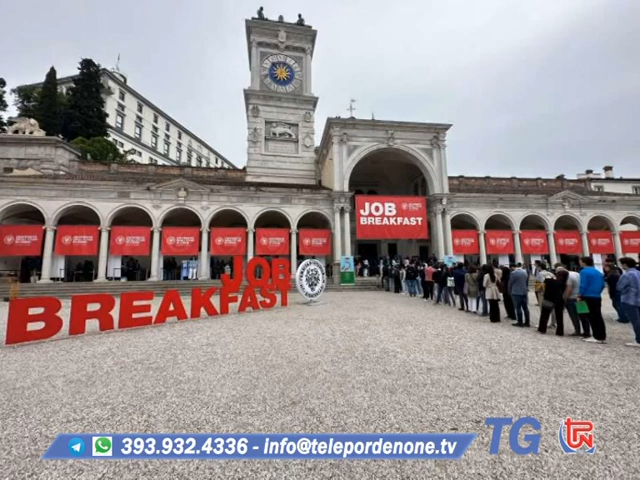 JOB
BREAKFAST
JOB
BREAKFAST
393.932.4336 - info@telepordenone.tv
TG